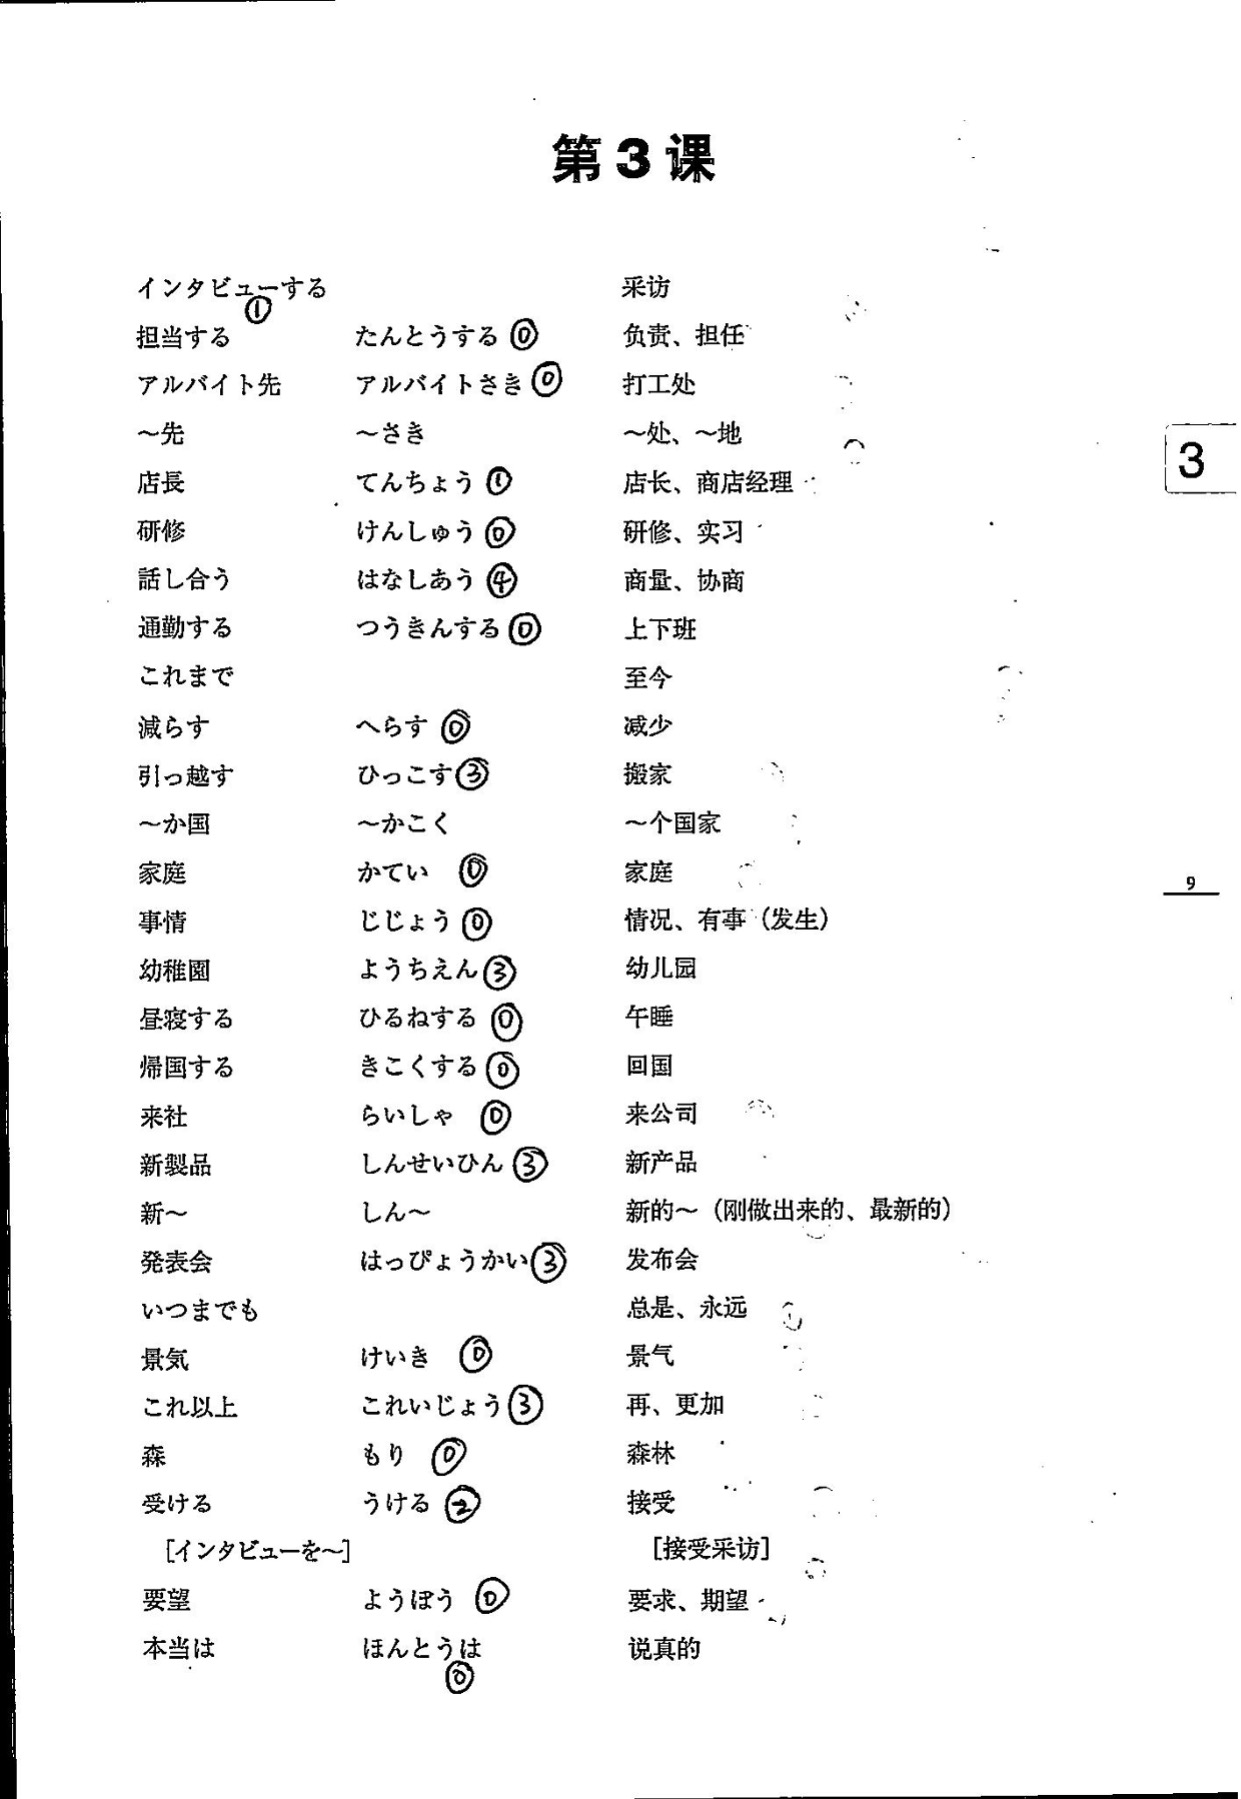 第3课
インタビューする 采访
①
担当する たんとうする ⓪ 负责、担任
アルバイト先 アルバイトさき ⓪ 打工处
～先 ～さき ～处、～地
店長 てんちょう ① 店长、商店经理
研修 けんしゅう ⓪ 研修、实习
話し合う はなしあう ④ 商量、协商
通勤する つうきんする ⓪ 上下班
これまで 至今
減らす へらす ⓪ 减少
引っ越す ひっこす ③ 搬家
～か国 ～かこく ～个国家
家庭 かてい ⓪ 家庭
事情 じじょう ⓪ 情况、有事（发生）
幼稚園 ようちえん ③ 幼儿园
昼寝する ひるねする ⓪ 午睡
帰国する きこくする ⓪ 回国
来社 らいしゃ ⓪ 来公司
新製品 しんせいひん ③ 新产品
新～ しん～ 新的～（刚做出来的、最新的）
発表会 はっぴょうかい ③ 发布会
いつまでも 总是、永远
景気 けいき ⓪ 景气
これ以上 これいじょう ③ 再、更加
森 もり ⓪ 森林
受ける うける ② 接受
［インタビューを～］ ［接受采访］
要望 ようぼう ⓪ 要求、期望
本当は ほんとうは 说真的
⓪
3
9